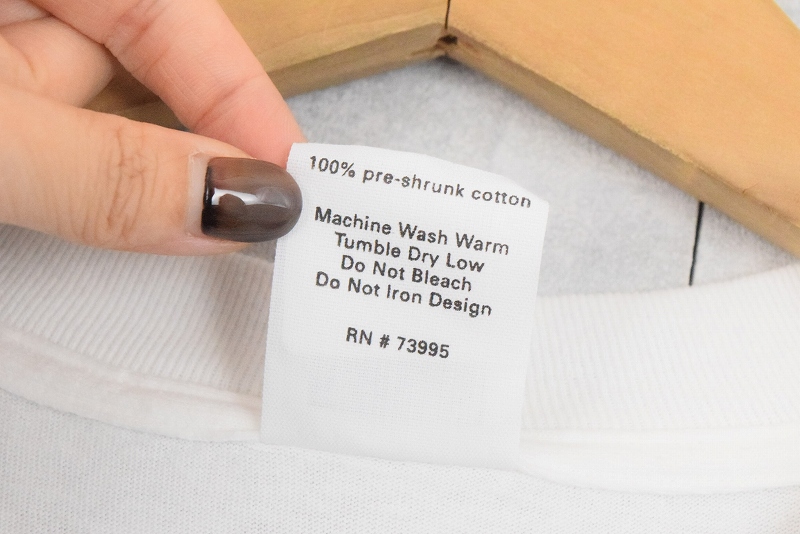 100% pre-shrunk cotton
Machine Wash Warm
Tumble Dry Low
Do Not Bleach
Do Not Iron Design
RN # 73995